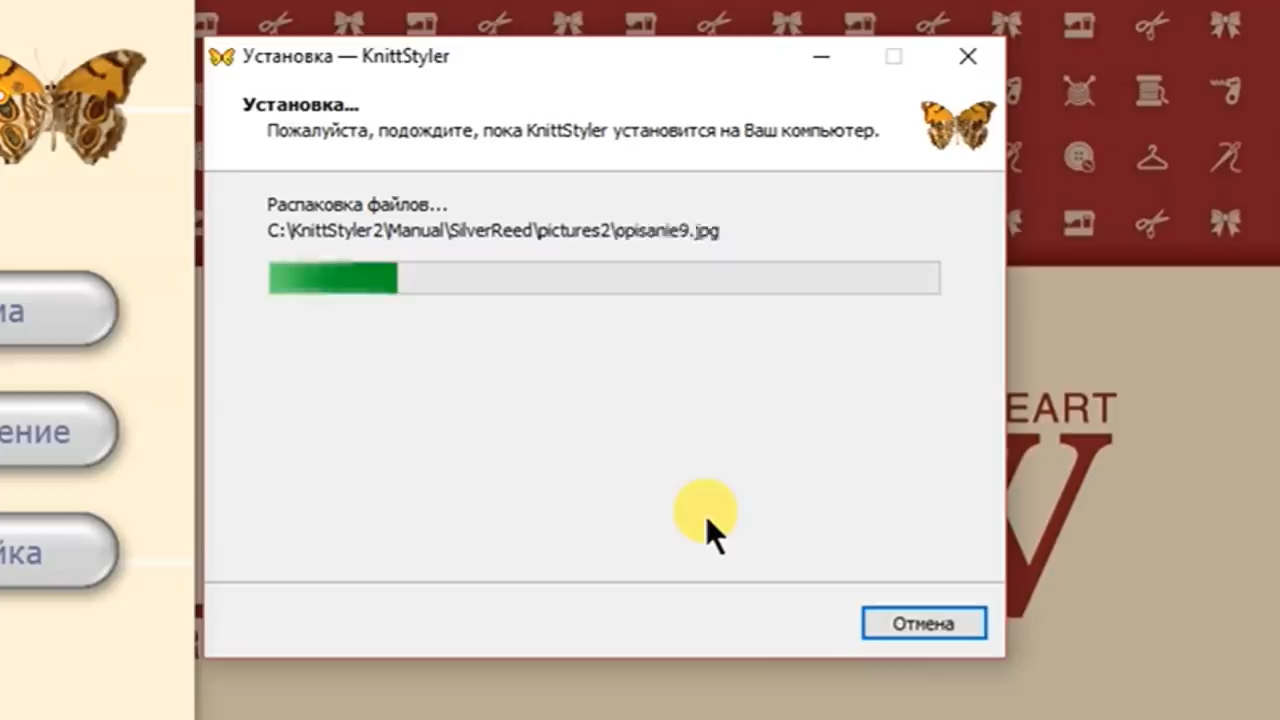 Установка — KnittStyler
Установка...
Пожалуйста, подождите, пока KnittStyler установится на Ваш компьютер.
Распаковка файлов...
C:\KnittStyler2\Manual\SilverReed\pictures2\opisanie9.jpg
ма
ение
йка
EART
W
Отмена